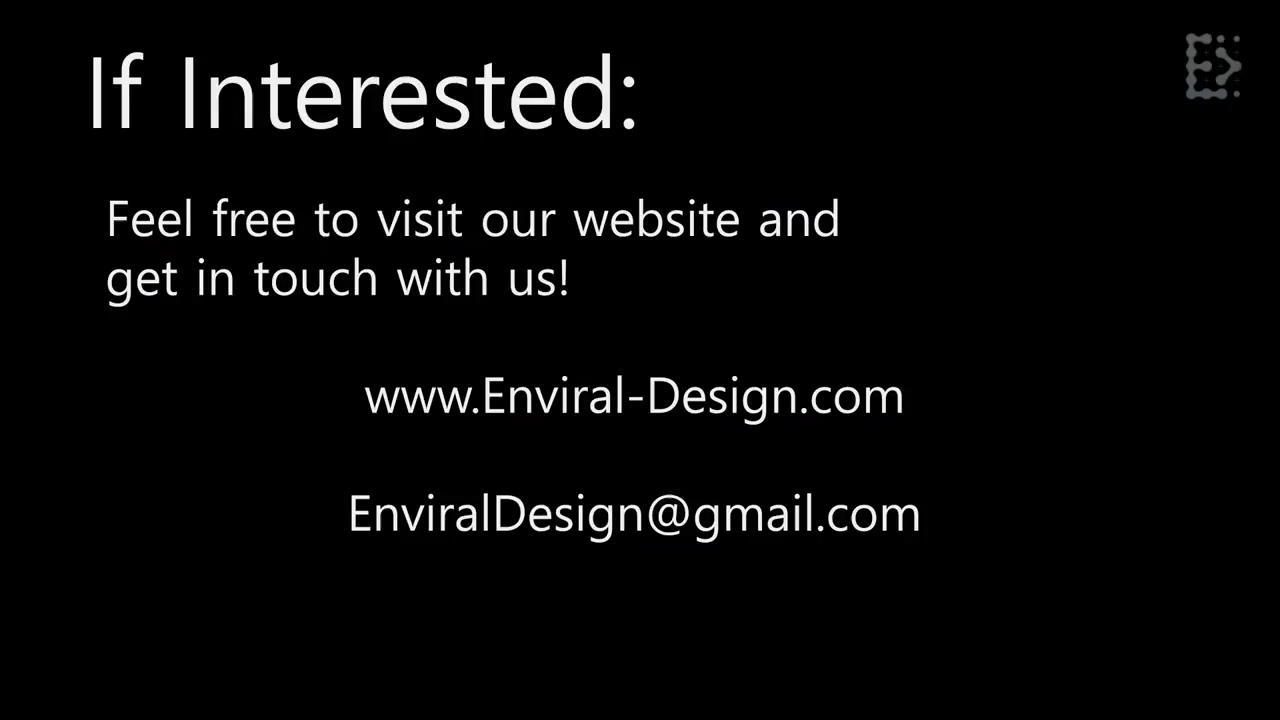 If Interested:
Feel free to visit our website and
get in touch with us!
www.Enviral-Design.com
EnviralDesign@gmail.com